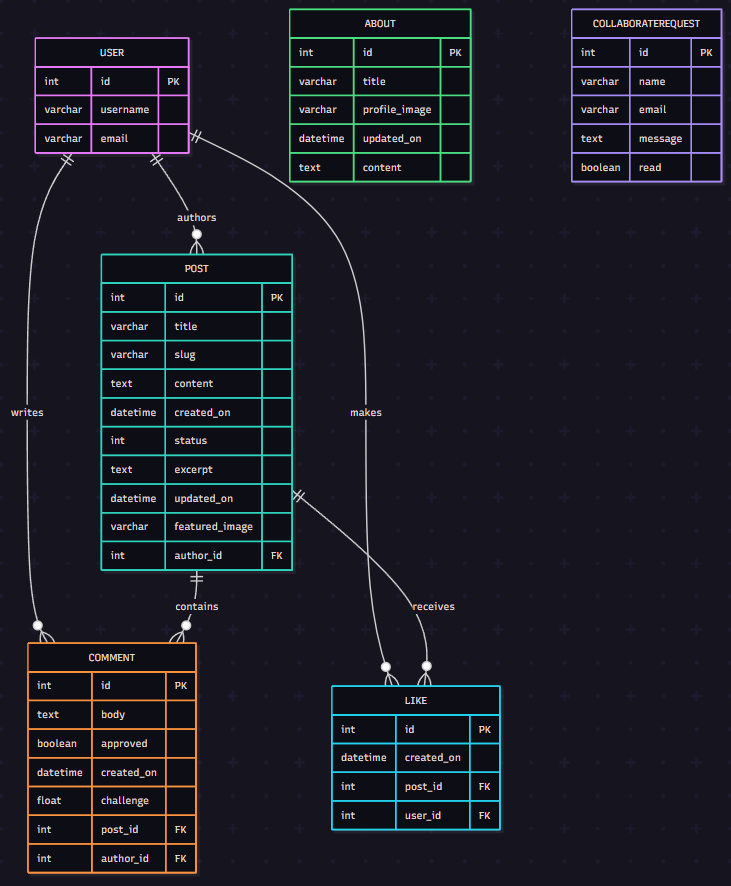 USER
int id PK
varchar username
varchar email
ABOUT
int id PK
varchar title
varchar profile_image
datetime updated_on
text content
COLLABORATEREQUEST
int id PK
varchar name
varchar email
text message
boolean read
authors
POST
int id PK
varchar title
varchar slug
text content
datetime created_on
int status
text excerpt
datetime updated_on
varchar featured_image
int author_id FK
writes
makes
contains
receives
COMMENT
int id PK
text body
boolean approved
datetime created_on
float challenge
int post_id FK
int author_id FK
LIKE
int id PK
datetime created_on
int post_id FK
int user_id FK